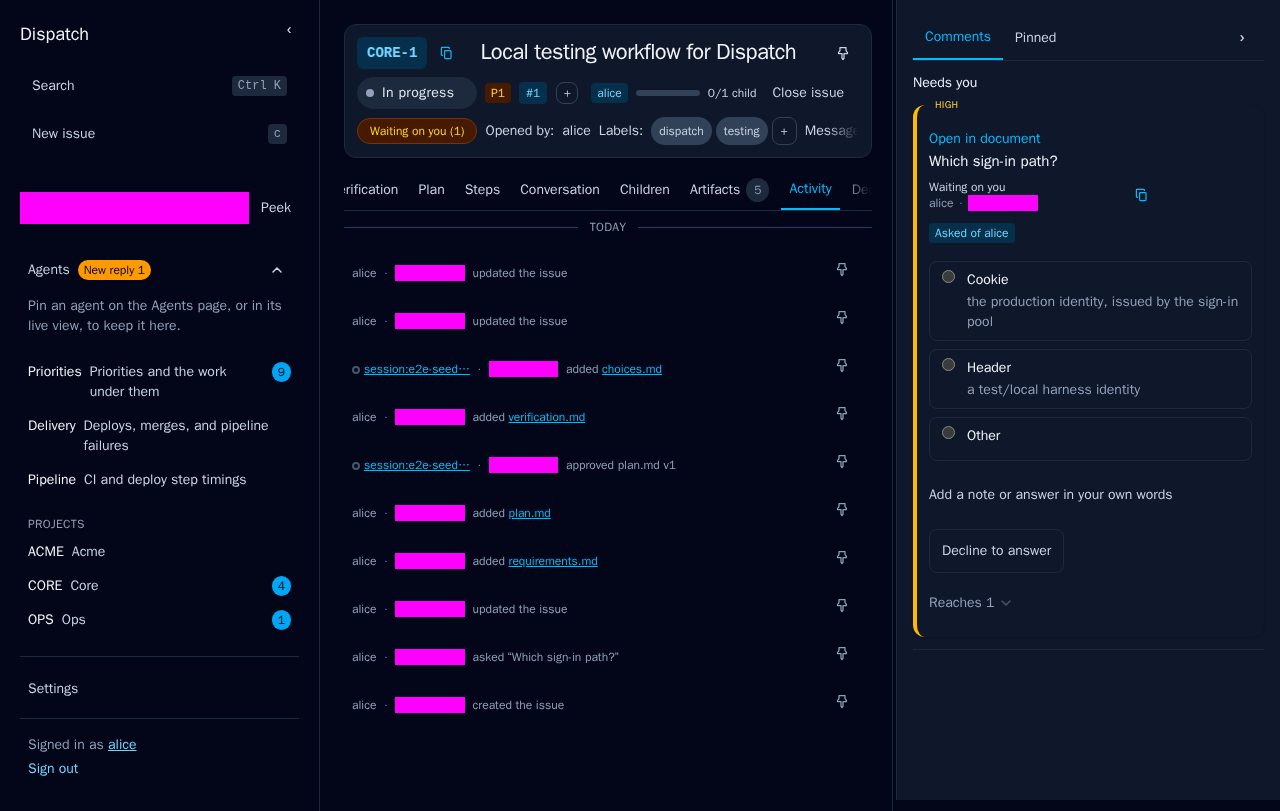 Dispatch
Search
Ctrl K
New issue
C
Peek
Agents
New reply 1
Pin an agent on the Agents page, or in its
live view, to keep it here.
Priorities
Priorities and the work
under them
9
Delivery
Deploys, merges, and pipeline
failures
Pipeline
CI and deploy step timings
PROJECTS
ACME Acme
CORE Core
4
OPS Ops
1
Settings
Signed in as alice
Sign out
CORE-1
Local testing workflow for Dispatch
In progress
P1
#1
+
alice
0/1 child
Close issue
Waiting on you (1)
Opened by: alice
Labels:
dispatch
testing
+
Message
erification
Plan
Steps
Conversation
Children
Artifacts
5
Activity
De
TODAY
alice · updated the issue
alice · updated the issue
session:e2e-seed··· · added choices.md
alice · added verification.md
session:e2e-seed··· · approved plan.md v1
alice · added plan.md
alice · added requirements.md
alice · updated the issue
alice · asked “Which sign-in path?”
alice · created the issue
Comments
Pinned
Needs you
HIGH
Open in document
Which sign-in path?
Waiting on you
alice ·
Asked of alice
Cookie
the production identity, issued by the sign-in
pool
Header
a test/local harness identity
Other
Add a note or answer in your own words
Decline to answer
Reaches 1